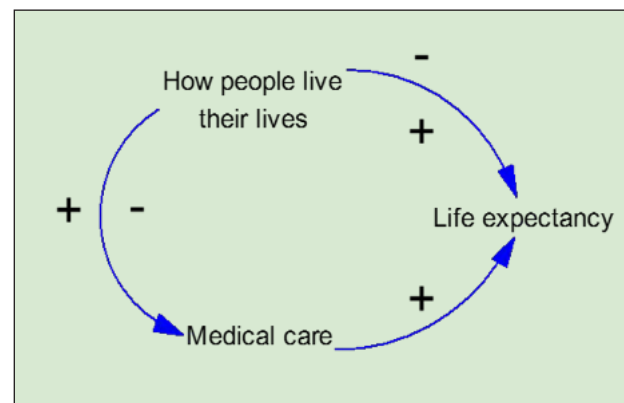 -
How people live
their lives
+
+ -
Life expectancy
+
Medical care